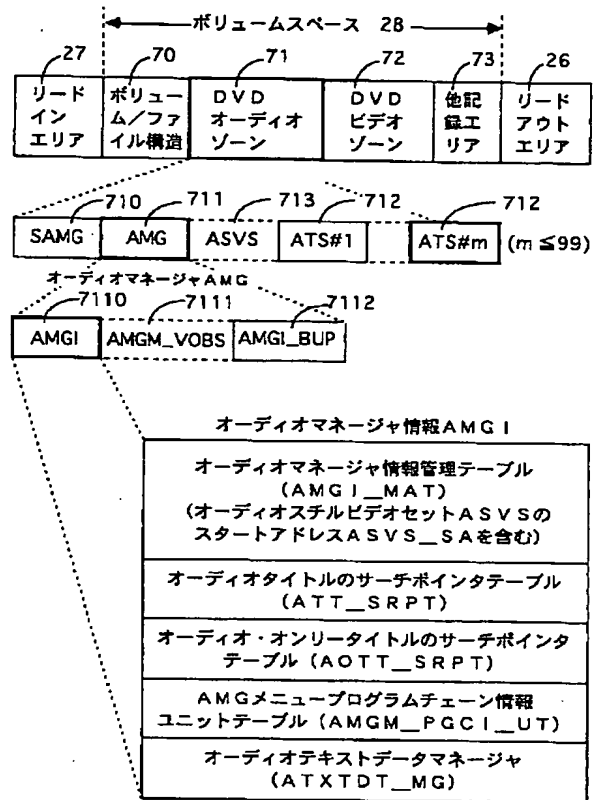 ボリュームスペース 28
27 70 71 72 73 26
リード
イン
エリア
ボリュー
ム/ファ
イル構造
DVD
オーディオ
ゾーン
DVD
ビデオ
ゾーン
他記
録エ
リア
リード
アウト
エリア
710 711 713 712 712
SAMG AMG ASVS ATS#1 ATS#m (m≦99)
オーディオマネージャAMG
7110 7111 7112
AMGI AMGM_VOBS AMGI_BUP
オーディオマネージャ情報AMGI
オーディオマネージャ情報管理テーブル
(AMGI_MAT)
(オーディオスチルビデオセットASVSの
スタートアドレスASVS_SAを含む)
オーディオタイトルのサーチポインタテーブル
(ATT_SRPT)
オーディオ・オンリータイトルのサーチポインタ
テーブル(AOTT_SRPT)
AMGメニュープログラムチェーン情報
ユニットテーブル(AMGM_PGCI_UT)
オーディオテキストデータマネージャ
(ATXTDT_MG)